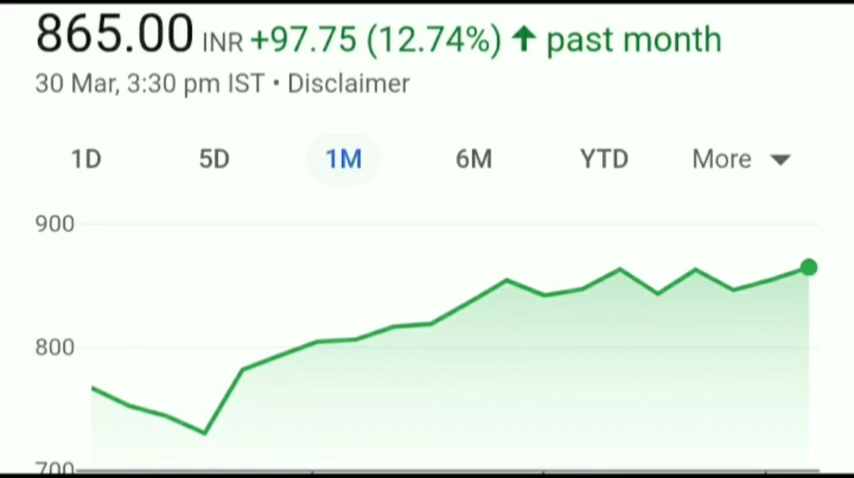 865.00 INR +97.75 (12.74%) ↑ past month
30 Mar, 3:30 pm IST • Disclaimer
1D 5D 1M 6M YTD More
900
800
700